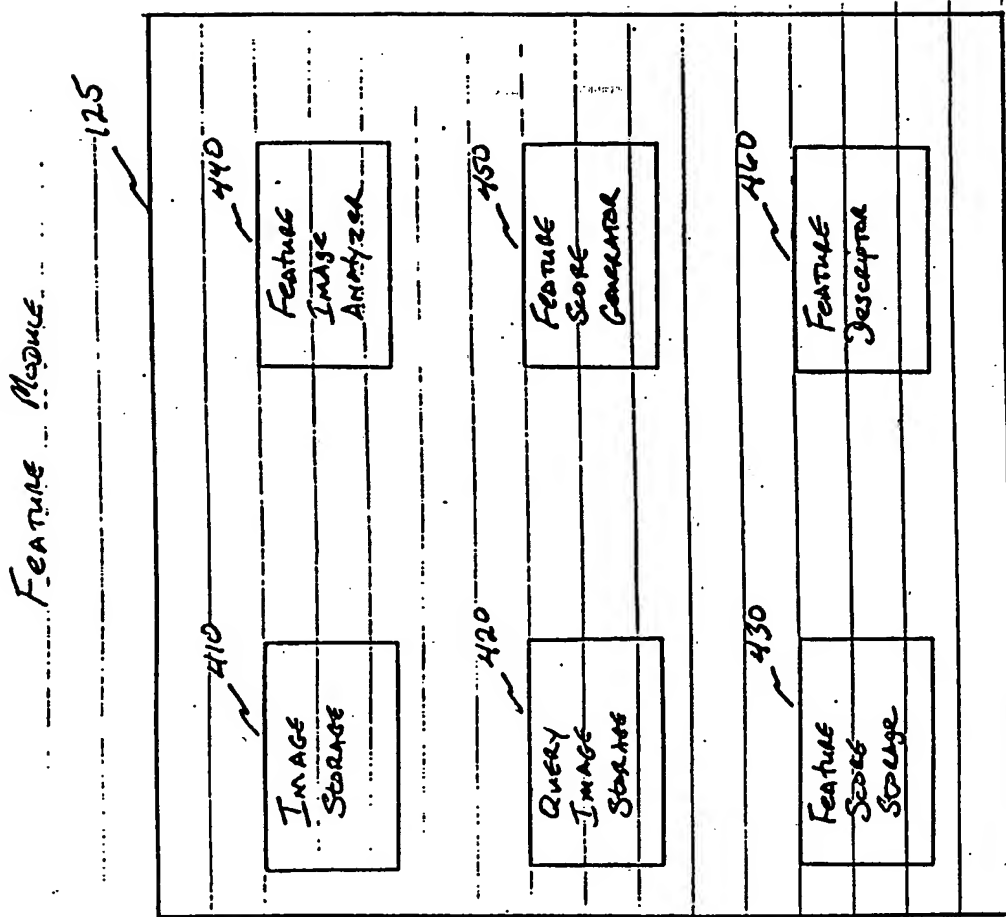 Feature Module
125
410
Image
Storage
440
Feature
Image
Analyzer
420
Query
Image
Storage
450
Feature
Score
Generator
430
Feature
Score
Storage
460
Feature
Descriptor